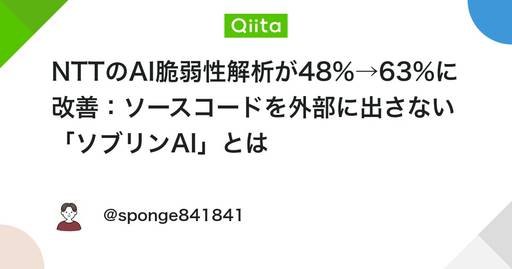 Qiita
NTTのAI脆弱性解析が48%→63%に
改善：ソースコードを外部に出さない
「ソブリンAI」とは
@sponge841841